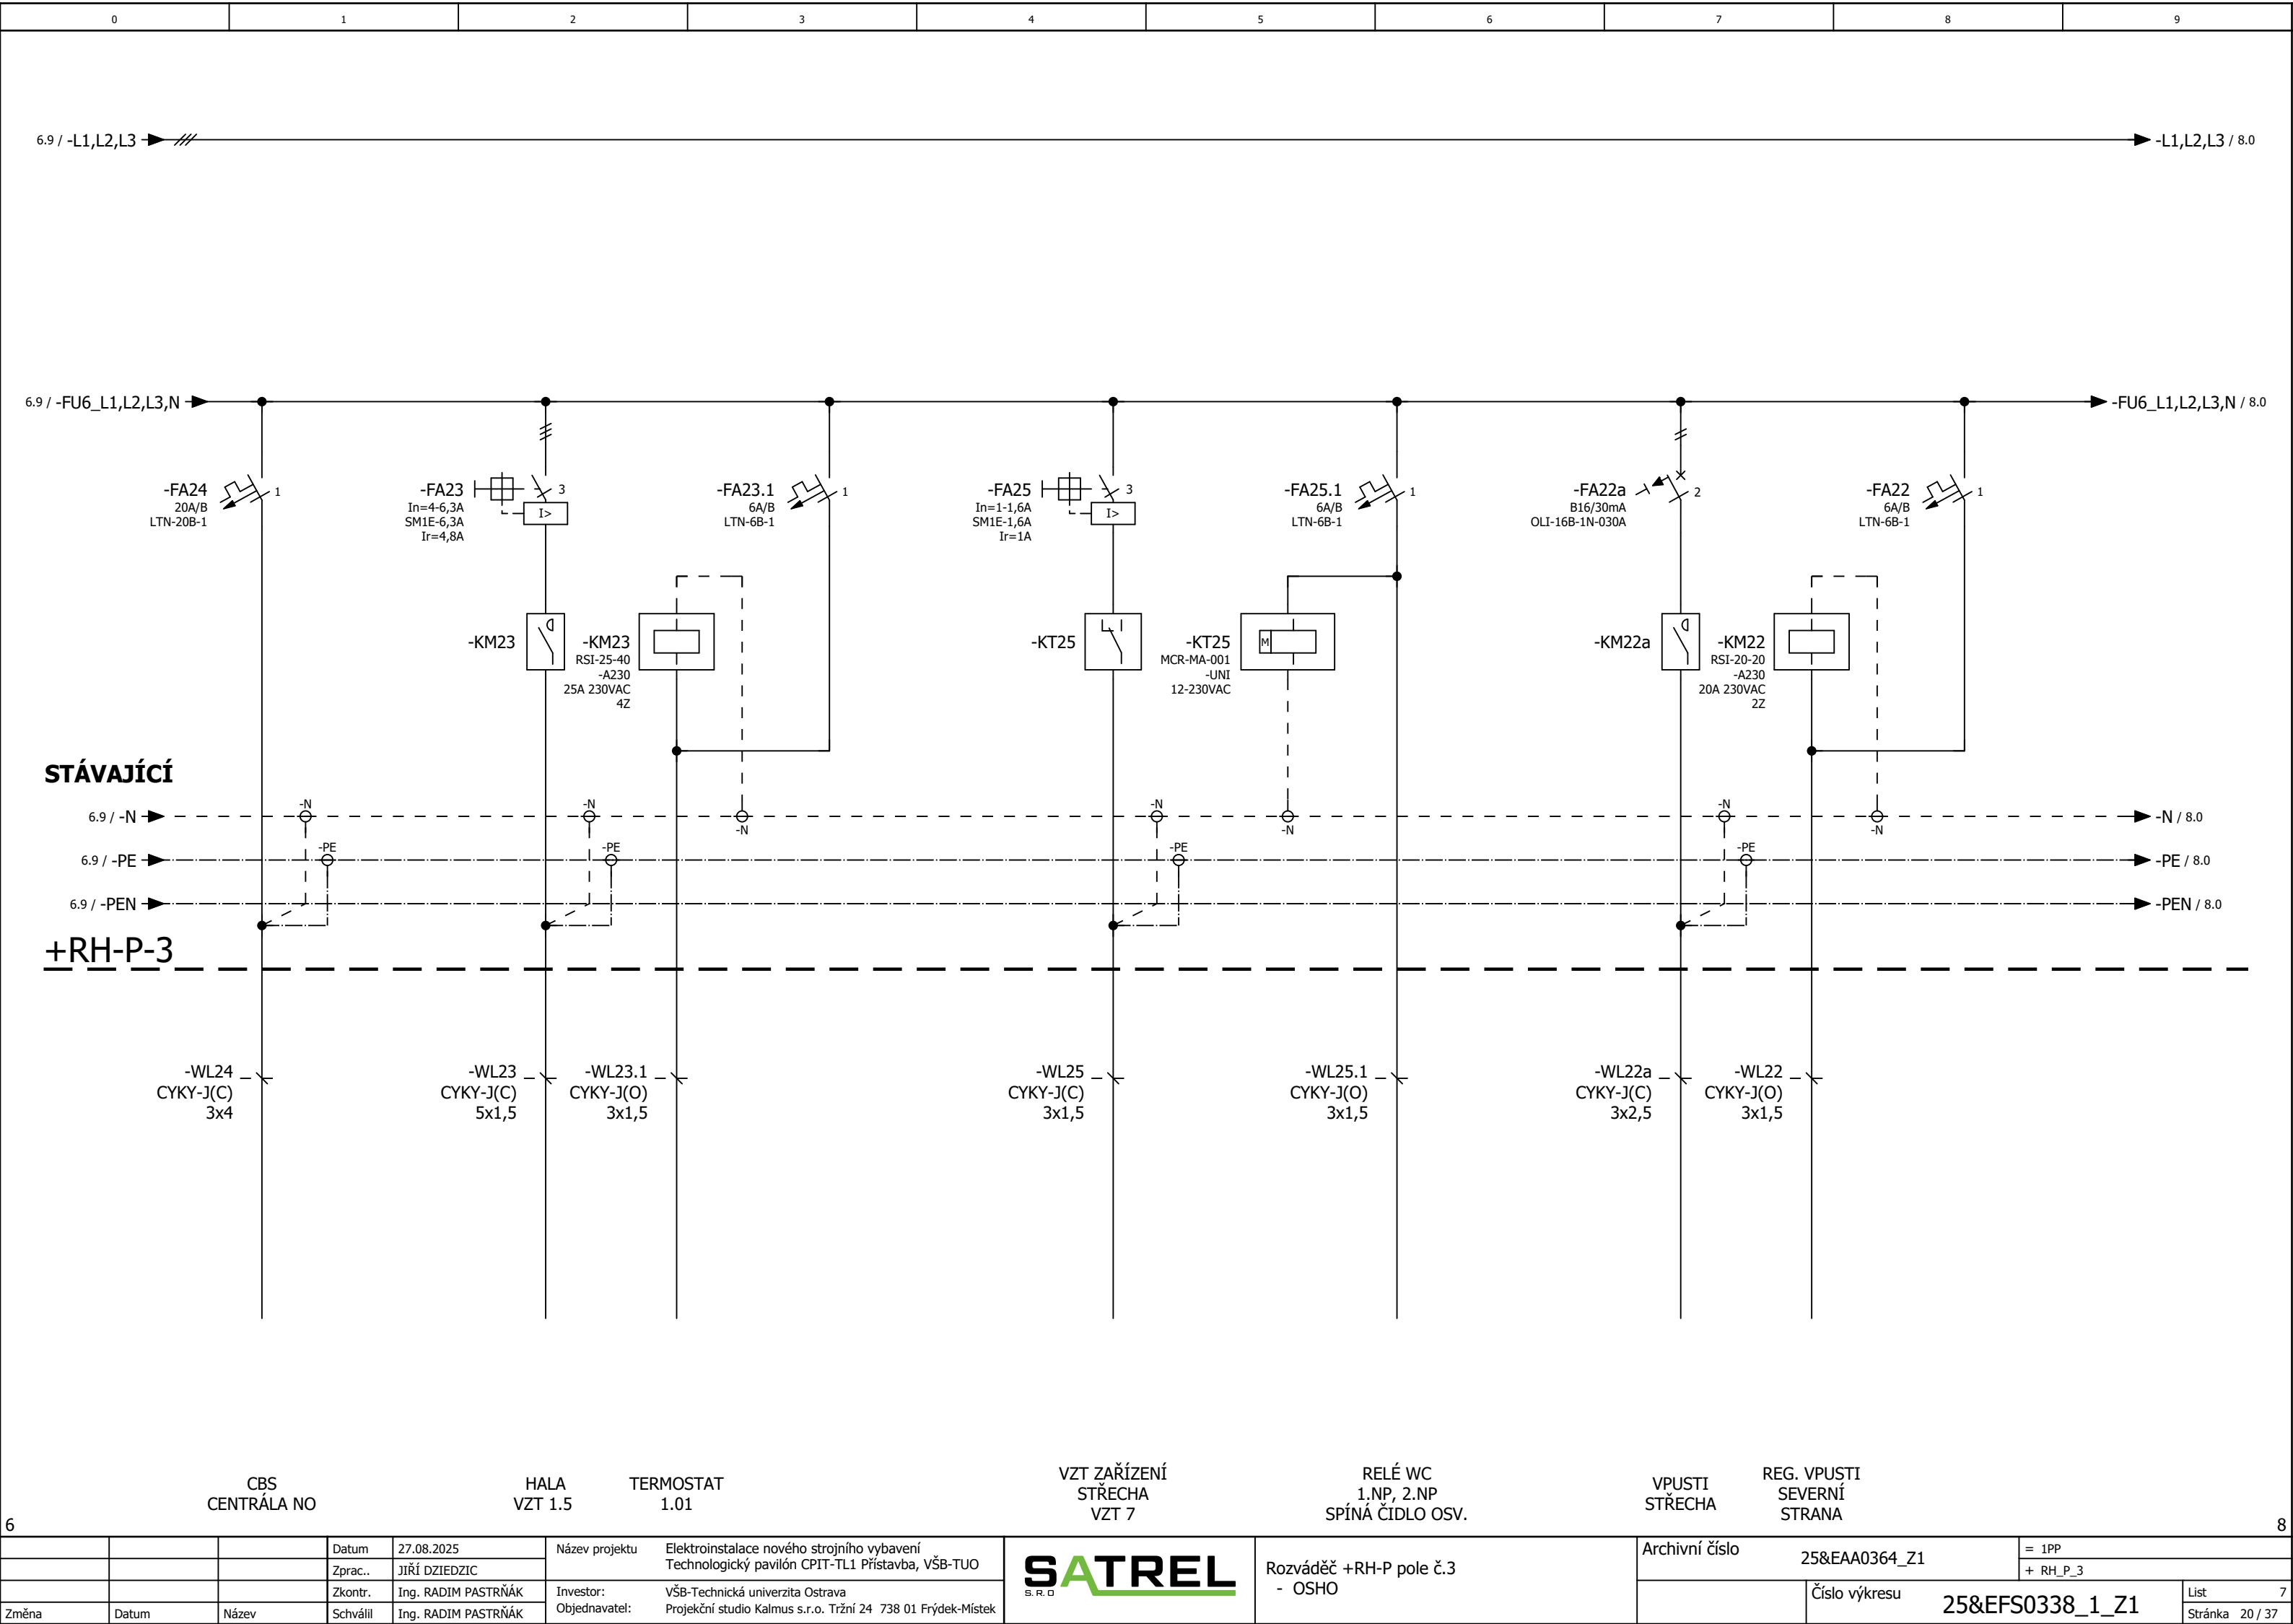 0 1 2 3 4 5 6 7 8 9
6.9 / -L1,L2,L3
-L1,L2,L3 / 8.0
6.9 / -FU6_L1,L2,L3,N
-FU6_L1,L2,L3,N / 8.0
-FA24
20A/B
LTN-20B-1
1
-FA23
In=4-6,3A
SM1E-6,3A
Ir=4,8A
3
I>
-FA23.1
6A/B
LTN-6B-1
1
-FA25
In=1-1,6A
SM1E-1,6A
Ir=1A
3
I>
-FA25.1
6A/B
LTN-6B-1
1
-FA22a
B16/30mA
OLI-16B-1N-030A
2
-FA22
6A/B
LTN-6B-1
1
-KM23
-KM23
RSI-25-40
-A230
25A 230VAC
4Z
-KT25
-KT25
MCR-MA-001
-UNI
12-230VAC
M
-KM22a
-KM22
RSI-20-20
-A230
20A 230VAC
2Z
STÁVAJÍCÍ
6.9 / -N
-N
-N
-N
-N
-N
-N
-N
-N / 8.0
6.9 / -PE
-PE
-PE
-PE
-PE
-PE / 8.0
6.9 / -PEN
-PEN / 8.0
+RH-P-3
-WL24
CYKY-J(C)
3x4
-WL23
CYKY-J(C)
5x1,5
-WL23.1
CYKY-J(O)
3x1,5
-WL25
CYKY-J(C)
3x1,5
-WL25.1
CYKY-J(O)
3x1,5
-WL22a
CYKY-J(C)
3x2,5
-WL22
CYKY-J(O)
3x1,5
CBS
CENTRÁLA NO
HALA
VZT 1.5
TERMOSTAT
1.01
VZT ZAŘÍZENÍ
STŘECHA
VZT 7
RELÉ WC
1.NP, 2.NP
SPÍNÁ ČIDLO OSV.
VPUSTI
STŘECHA
REG. VPUSTI
SEVERNÍ
STRANA
6
8
Změna
Datum
Název
Datum 27.08.2025
Zprac.. JIŘÍ DZIEDZIC
Zkontr. Ing. RADIM PASTRŇÁK
Schválil Ing. RADIM PASTRŇÁK
Název projektu Elektroinstalace nového strojního vybavení
Technologický pavilón CPIT-TL1 Přístavba, VŠB-TUO
Investor: VŠB-Technická univerzita Ostrava
Objednavatel: Projekční studio Kalmus s.r.o. Tržní 24 738 01 Frýdek-Místek
SATREL
S.R.O
Rozváděč +RH-P pole č.3
- OSHO
Archivní číslo 25&EAA0364_Z1
= 1PP
+ RH_P_3
Číslo výkresu 25&EFS0338_1_Z1
List 7
Stránka 20 / 37